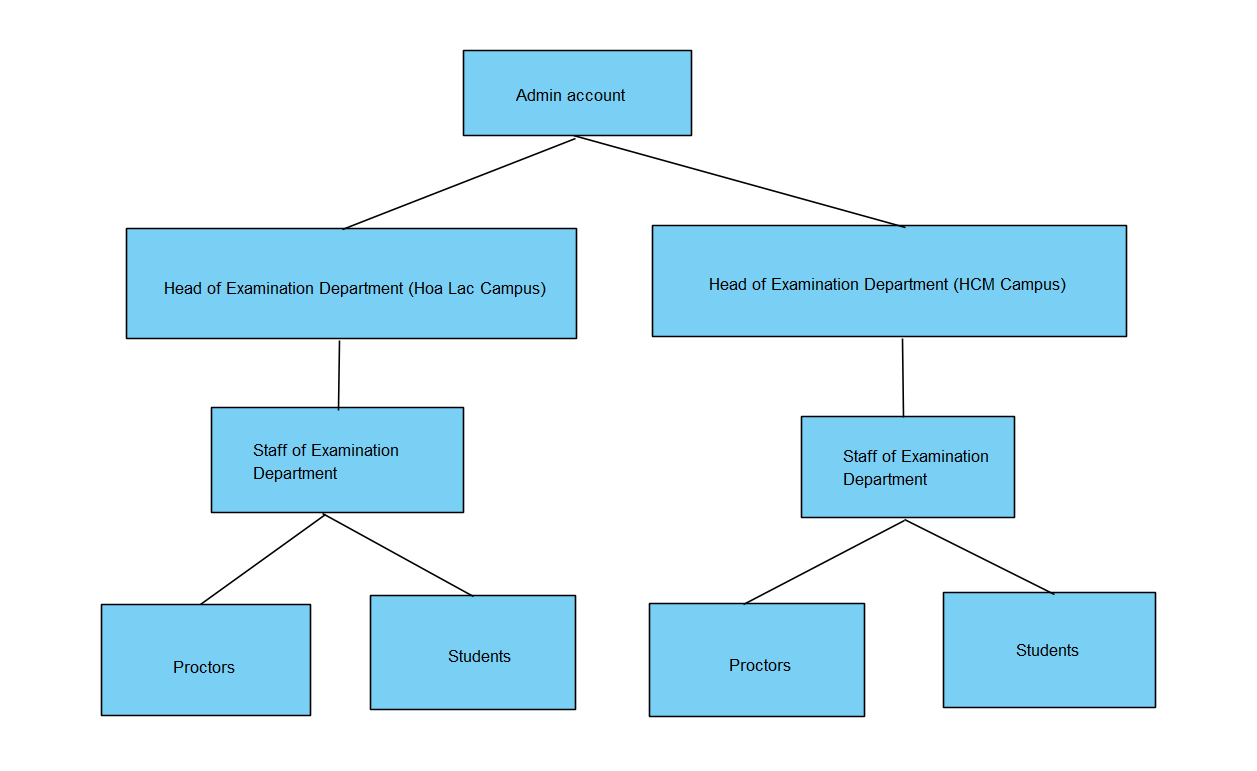 Admin account
Head of Examination Department (Hoa Lac Campus)
Head of Examination Department (HCM Campus)
Staff of Examination
Department
Staff of Examination
Department
Proctors
Students
Proctors
Students